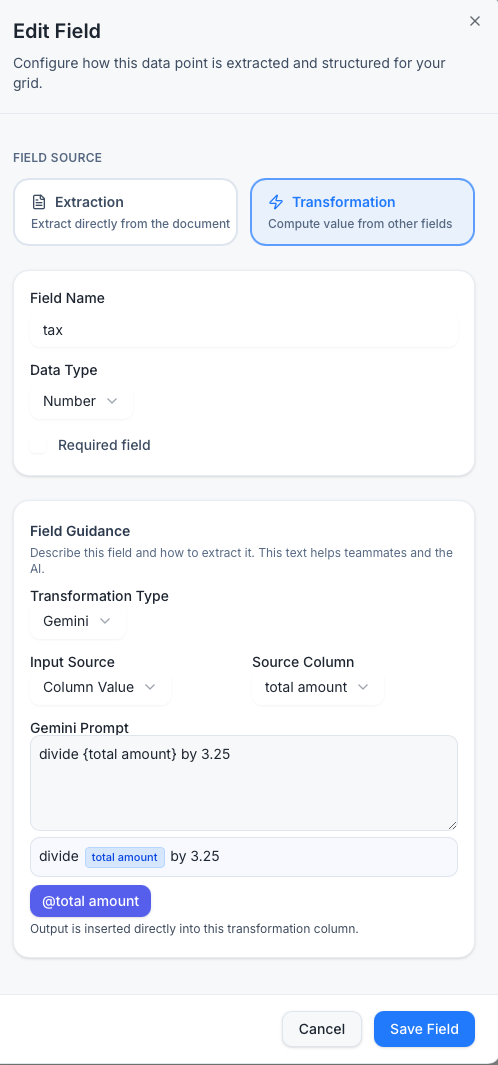 Edit Field
Configure how this data point is extracted and structured for your
grid.
FIELD SOURCE
Extraction
Extract directly from the document
Transformation
Compute value from other fields
Field Name
tax
Data Type
Number
Required field
Field Guidance
Describe this field and how to extract it. This text helps teammates and the
AI.
Transformation Type
Gemini
Input Source
Source Column
Column Value
total amount
Gemini Prompt
divide {total amount} by 3.25
divide total amount by 3.25
@total amount
Output is inserted directly into this transformation column.
Cancel
Save Field